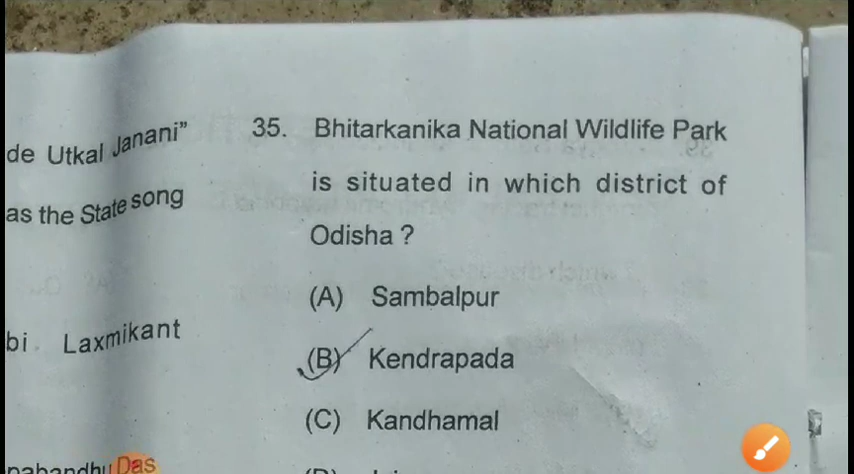 de Utkal Janani"
as the State song
bi. Laxmikant
pabandhu Das
35. Bhitarkanika National Wildlife Park
is situated in which district of
Odisha ?
(A) Sambalpur
(B) Kendrapada
(C) Kandhamal